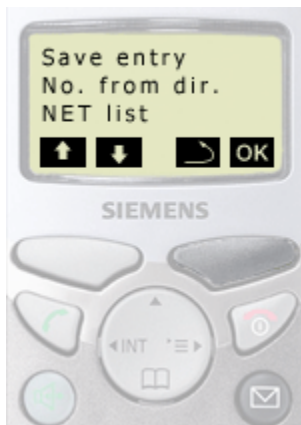 Save entry
No. from dir.
NET list
OK
SIEMENS
INT